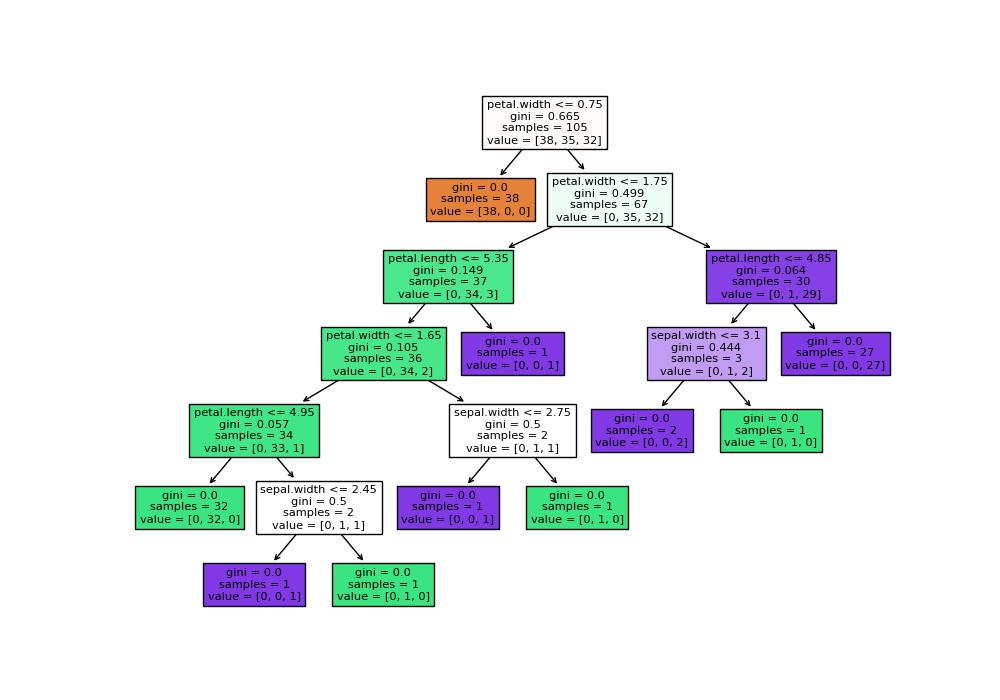 petal.width <= 0.75
gini = 0.665
samples = 105
value = [38, 35, 32]
gini = 0.0
samples = 38
value = [38, 0, 0]
petal.width <= 1.75
gini = 0.499
samples = 67
value = [0, 35, 32]
petal.length <= 5.35
gini = 0.149
samples = 37
value = [0, 34, 3]
petal.length <= 4.85
gini = 0.064
samples = 30
value = [0, 1, 29]
petal.width <= 1.65
gini = 0.105
samples = 36
value = [0, 34, 2]
gini = 0.0
samples = 1
value = [0, 0, 1]
sepal.width <= 3.1
gini = 0.444
samples = 3
value = [0, 1, 2]
gini = 0.0
samples = 27
value = [0, 0, 27]
petal.length <= 4.95
gini = 0.057
samples = 34
value = [0, 33, 1]
sepal.width <= 2.75
gini = 0.5
samples = 2
value = [0, 1, 1]
gini = 0.0
samples = 2
value = [0, 0, 2]
gini = 0.0
samples = 1
value = [0, 1, 0]
gini = 0.0
samples = 32
value = [0, 32, 0]
sepal.width <= 2.45
gini = 0.5
samples = 2
value = [0, 1, 1]
gini = 0.0
samples = 1
value = [0, 0, 1]
gini = 0.0
samples = 1
value = [0, 1, 0]
gini = 0.0
samples = 1
value = [0, 0, 1]
gini = 0.0
samples = 1
value = [0, 1, 0]